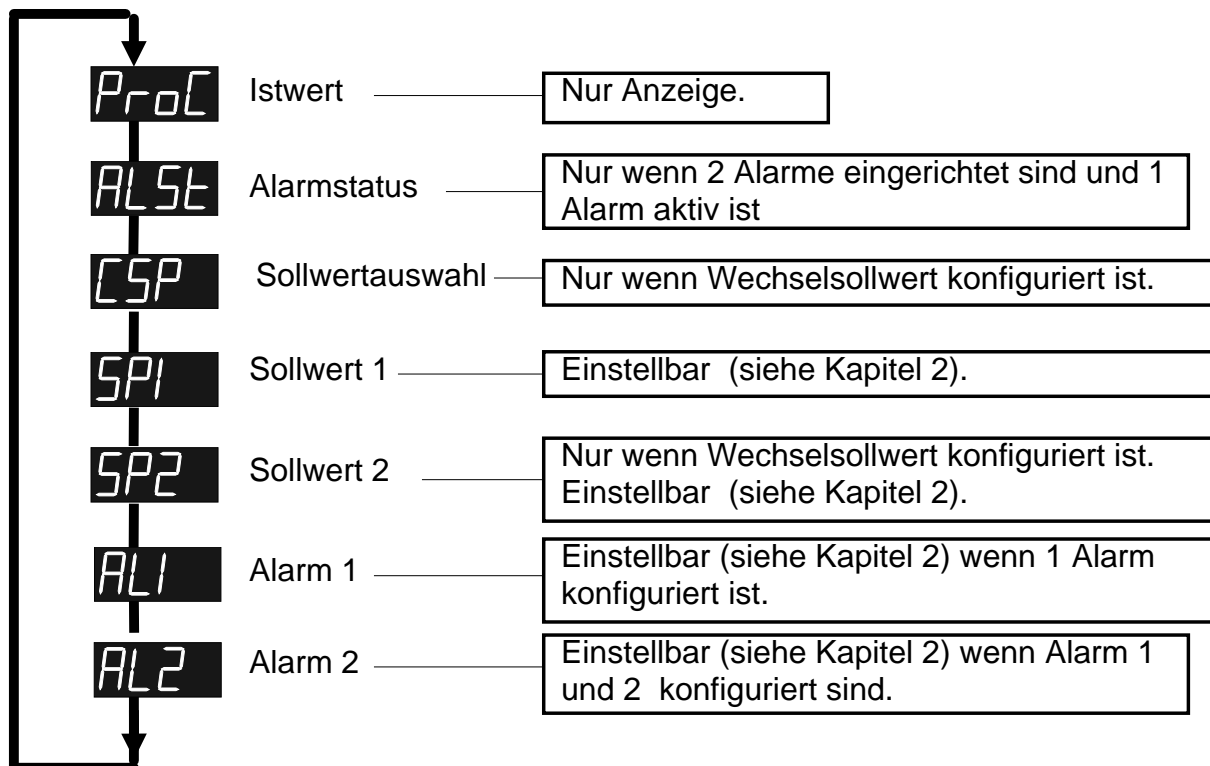 ProC Istwert Nur Anzeige.
ALSt Alarmstatus Nur wenn 2 Alarme eingerichtet sind und 1
Alarm aktiv ist
CSP Sollwertauswahl Nur wenn Wechselsollwert konfiguriert ist.
SP1 Sollwert 1 Einstellbar (siehe Kapitel 2).
SP2 Sollwert 2 Nur wenn Wechselsollwert konfiguriert ist.
Einstellbar (siehe Kapitel 2).
AL1 Alarm 1 Einstellbar (siehe Kapitel 2) wenn 1 Alarm
konfiguriert ist.
AL2 Alarm 2 Einstellbar (siehe Kapitel 2) wenn Alarm 1
und 2 konfiguriert sind.